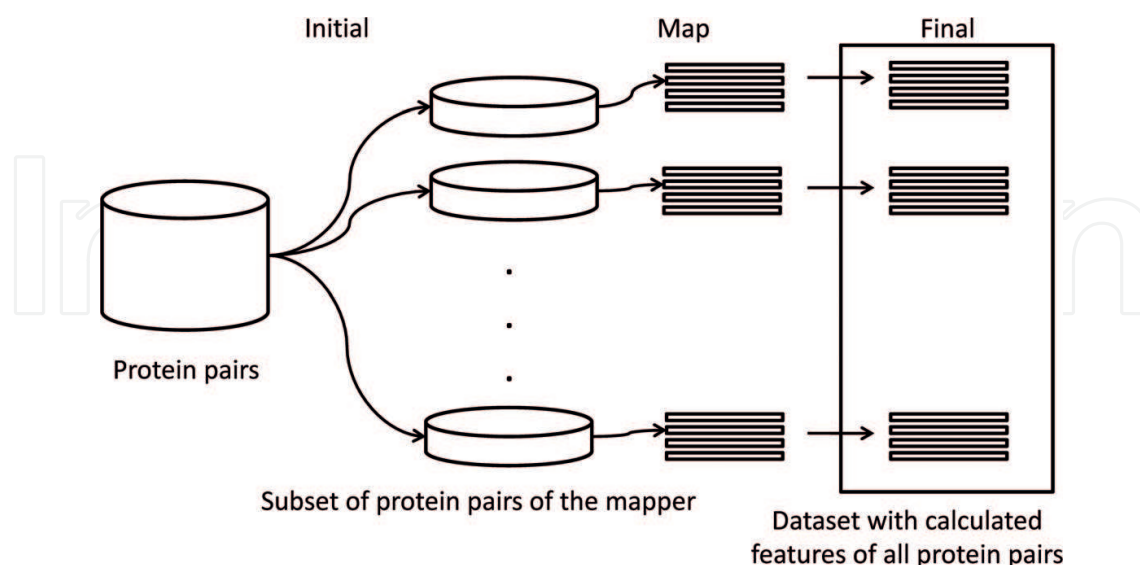 Initial
Map
Final
Protein pairs
Subset of protein pairs of the mapper
Dataset with calculated
features of all protein pairs